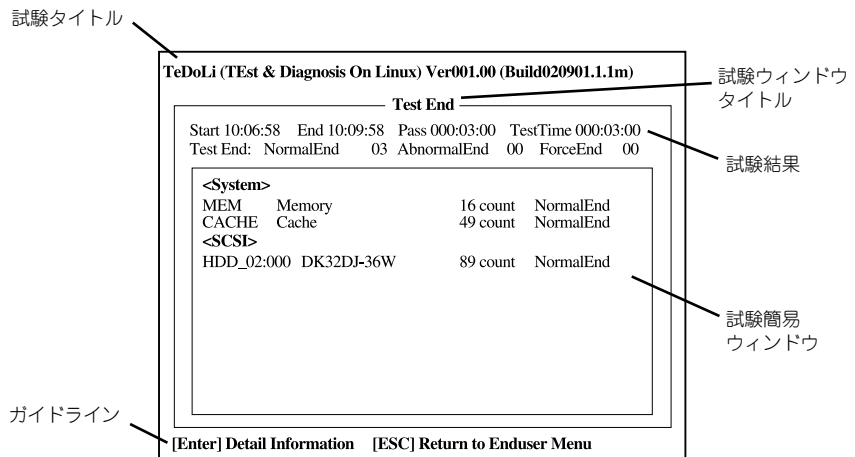 試験タイトル
TeDoLi (TEst & Diagnosis On Linux) Ver001.00 (Build020901.1.1m)
試験ウィンドウ
タイトル
Test End
Start 10:06:58 End 10:09:58 Pass 000:03:00 TestTime 000:03:00
Test End: NormalEnd 03 AbnormalEnd 00 ForceEnd 00
試験結果
<System>
MEM Memory 16 count NormalEnd
CACHE Cache 49 count NormalEnd
<SCSI>
HDD_02:000 DK32DJ-36W 89 count NormalEnd
試験簡易
ウィンドウ
ガイドライン
[Enter] Detail Information [ESC] Return to Enduser Menu